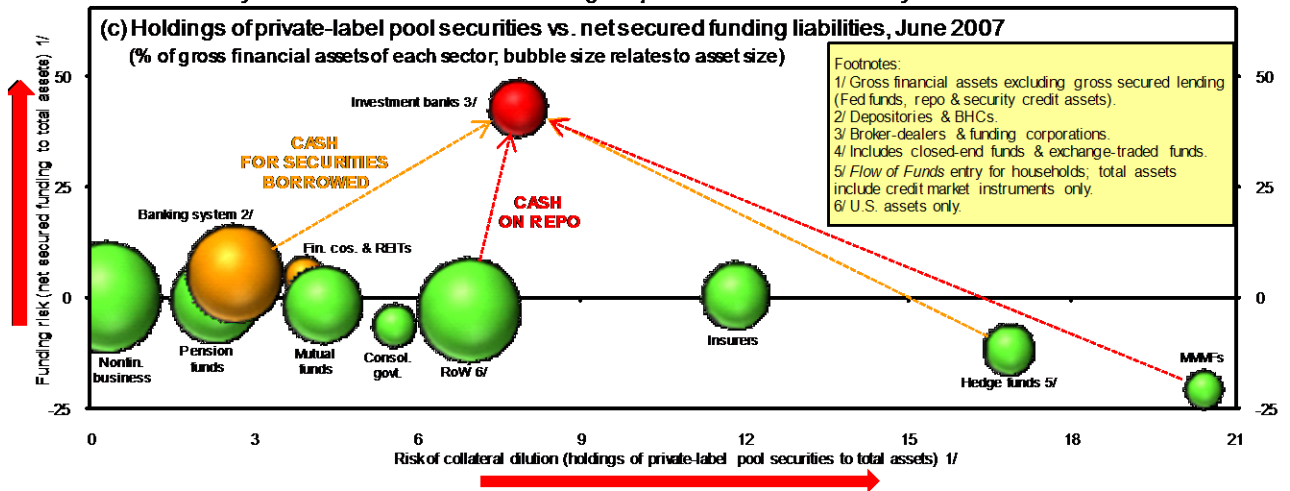 (c) Holdings of private-label pool securities vs. net secured funding liabilities, June 2007
(% of gross financial assets of each sector; bubble size relates to asset size)
Funding risk (net secured funding to total assets) 1/
50
25
0
-25
Footnotes:
1/ Gross financial assets excluding gross secured lending
(Fed funds, repo & security credit assets).
2/ Depositories & BHCs.
3/ Broker-dealers & funding corporations.
4/ Includes closed-end funds & exchange-traded funds.
5/ Flow of Funds entry for households; total assets
include credit market instruments only.
6/ U.S. assets only.
50
25
0
-25
Investment banks 3/
CASH
FOR SECURITIES
BORROWED
CASH
ON REPO
Banking system 2/
Fin. cos. & REITs
Nonfin.
business
Pension
funds
Mutual
funds
Consol.
govt.
RoW 6/
Insurers
Hedge funds 5/
MMMFs
0 3 6 9 12 15 18 21
Risk of collateral dilution (holdings of private-label pool securities to total assets) 1/